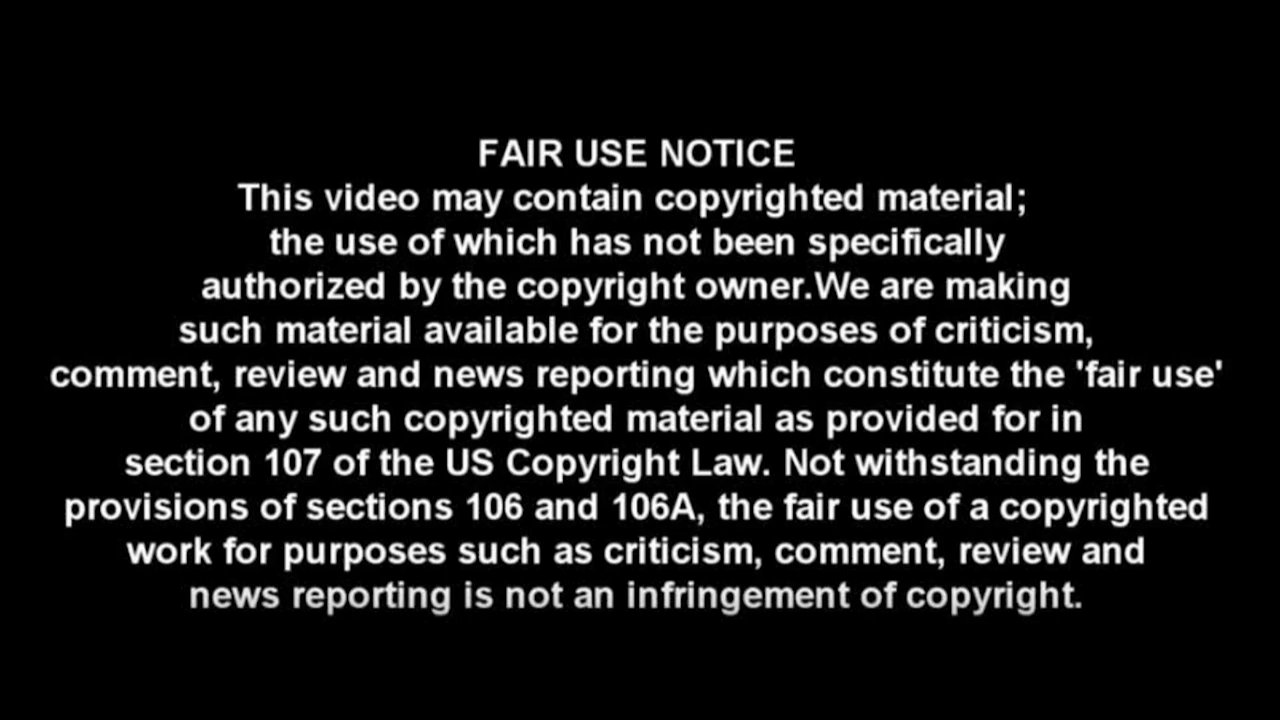 FAIR USE NOTICE
This video may contain copyrighted material;
the use of which has not been specifically
authorized by the copyright owner.We are making
such material available for the purposes of criticism,
comment, review and news reporting which constitute the 'fair use'
of any such copyrighted material as provided for in
section 107 of the US Copyright Law. Not withstanding the
provisions of sections 106 and 106A, the fair use of a copyrighted
work for purposes such as criticism, comment, review and
news reporting is not an infringement of copyright.